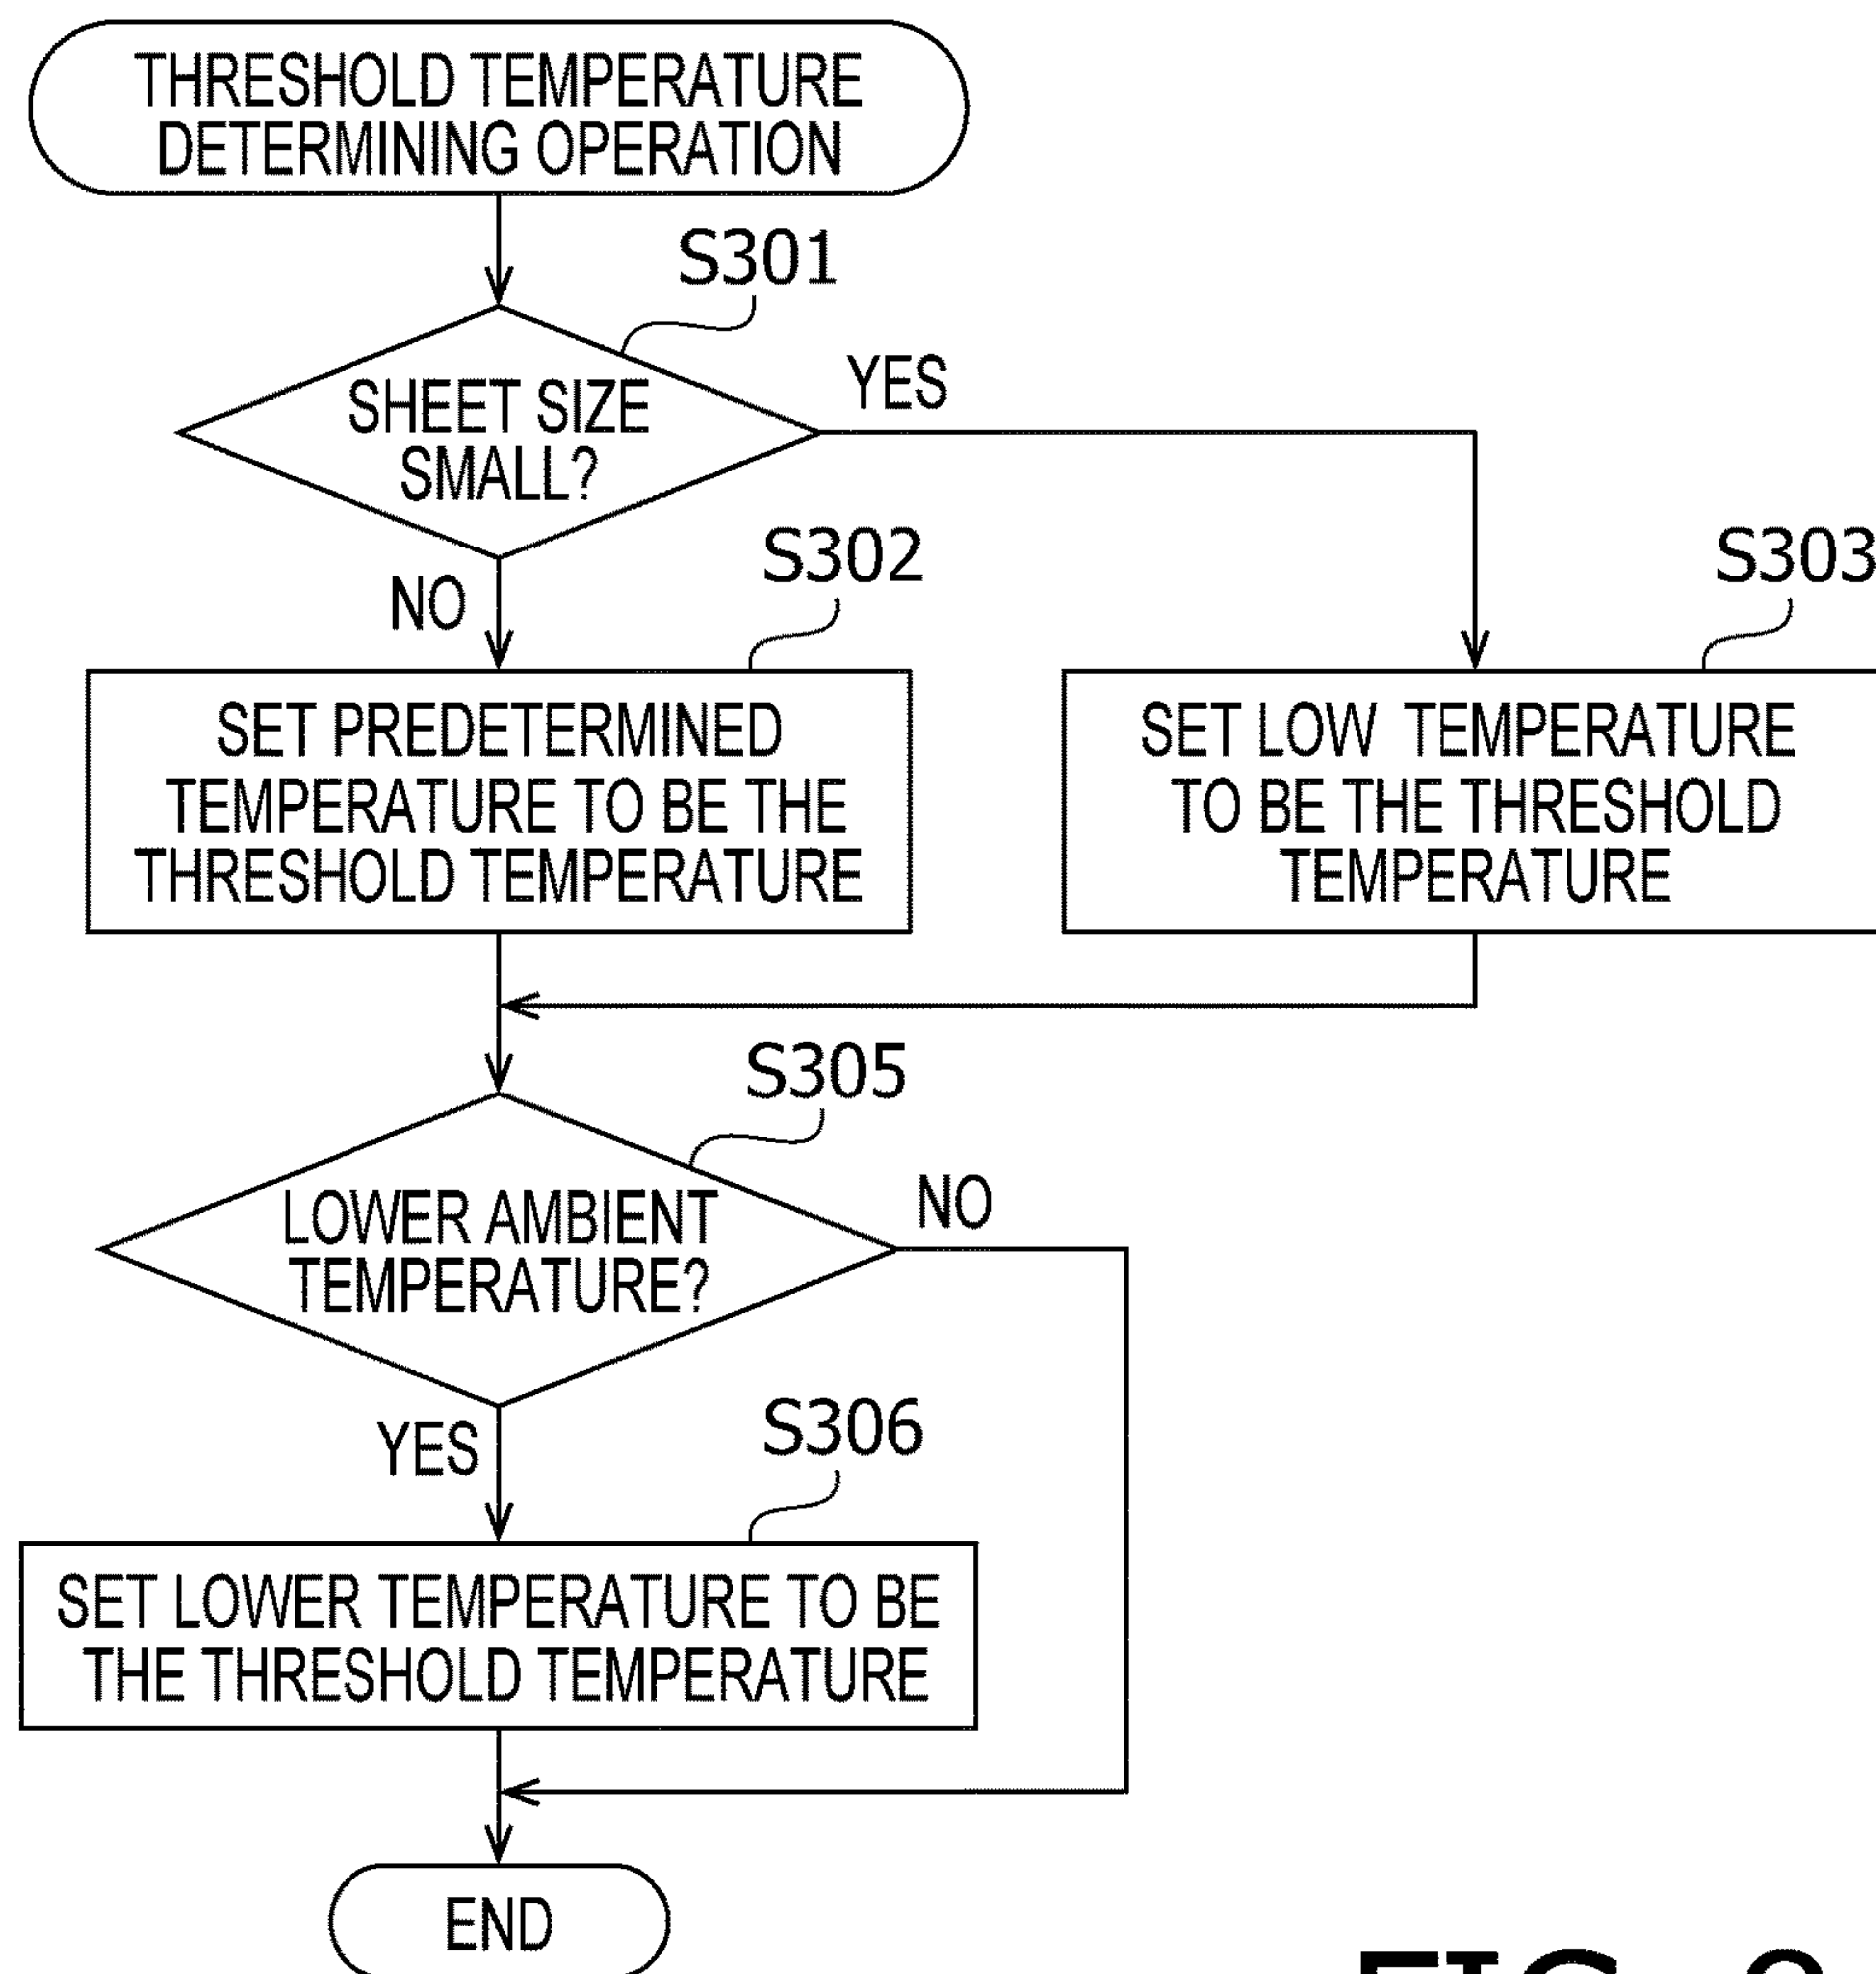 THRESHOLD TEMPERATURE
DETERMINING OPERATION
S301
SHEET SIZE
SMALL?
YES
NO
S302
S303
SET PREDETERMINED
TEMPERATURE TO BE THE
THRESHOLD TEMPERATURE
SET LOW TEMPERATURE
TO BE THE THRESHOLD
TEMPERATURE
S305
LOWER AMBIENT
TEMPERATURE?
NO
YES
S306
SET LOWER TEMPERATURE TO BE
THE THRESHOLD TEMPERATURE
END
FIG.